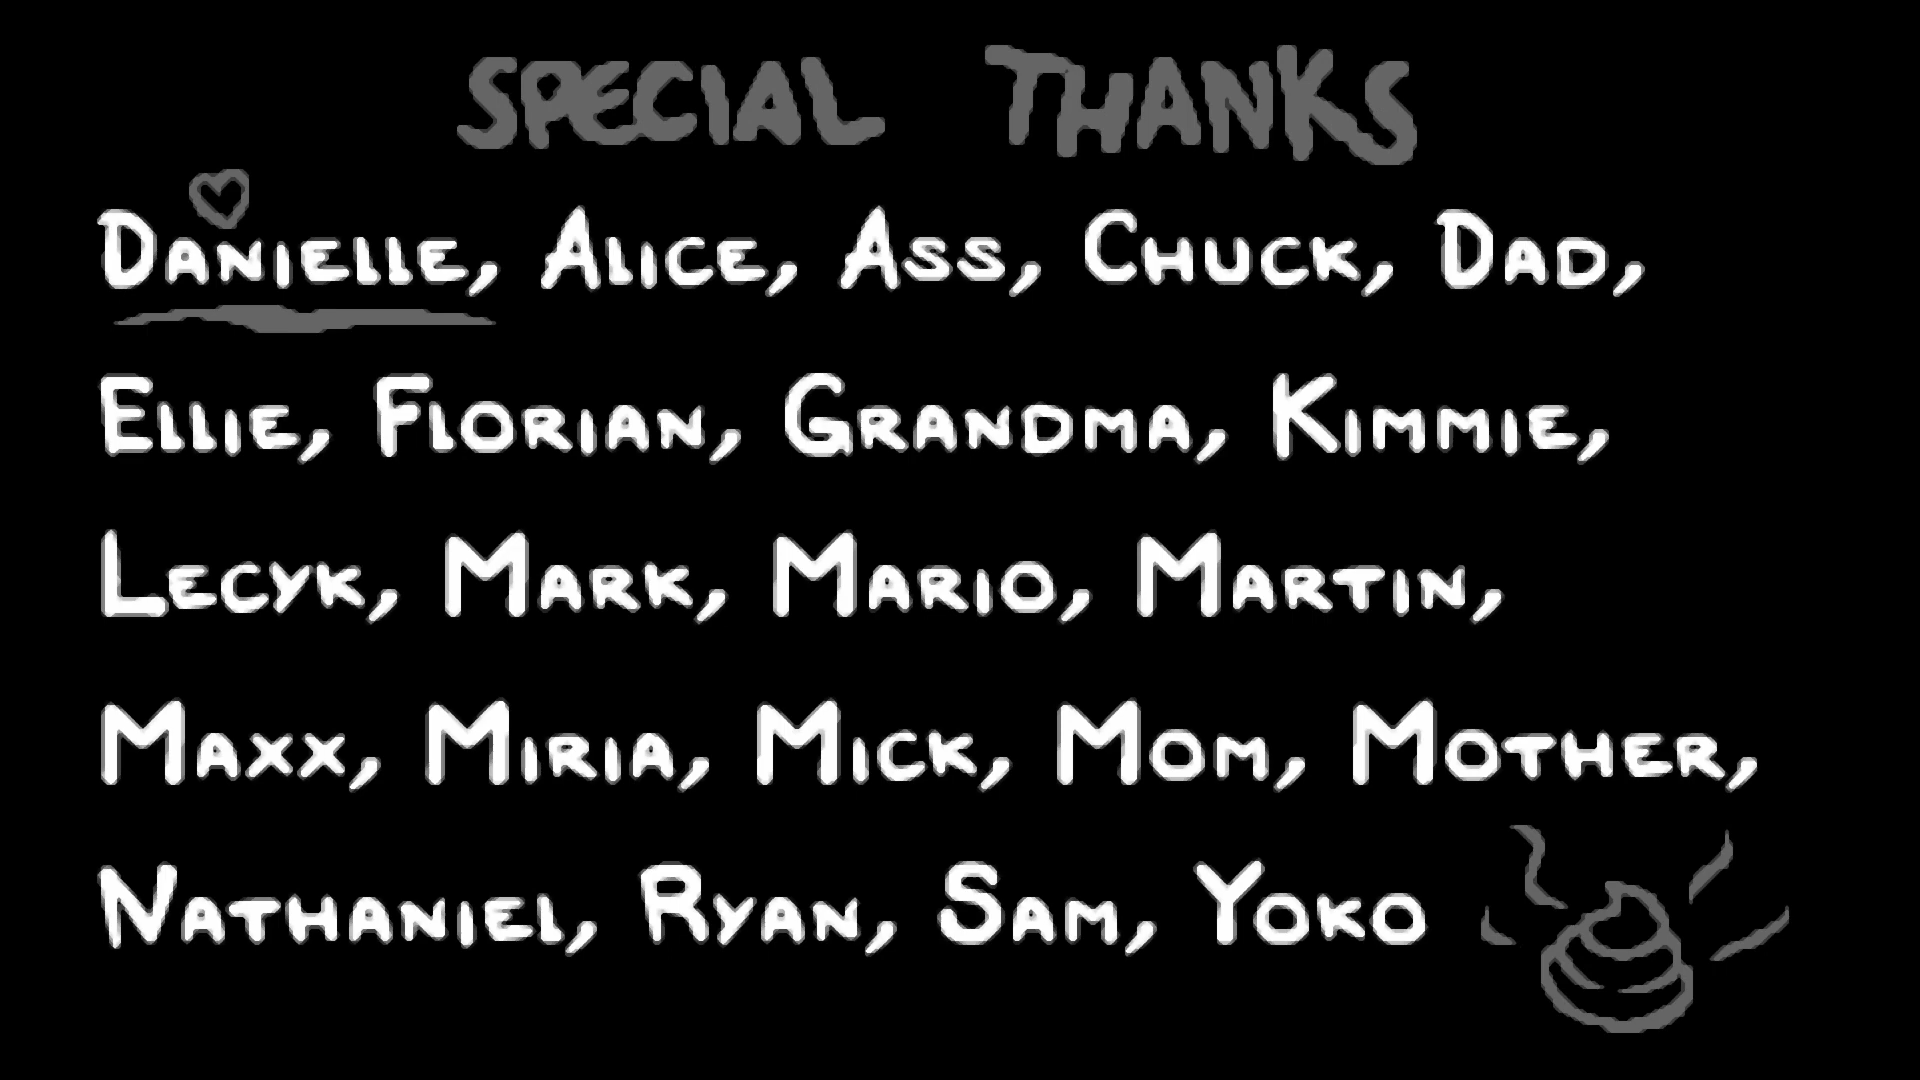 SPECIAL THANKS
Danielle, Alice, Ass, Chuck, Dad,
Ellie, Florian, Grandma, Kimmie,
Lecyk, Mark, Mario, Martin,
Maxx, Miria, Mick, Mom, Mother,
Nathaniel, Ryan, Sam, Yoko